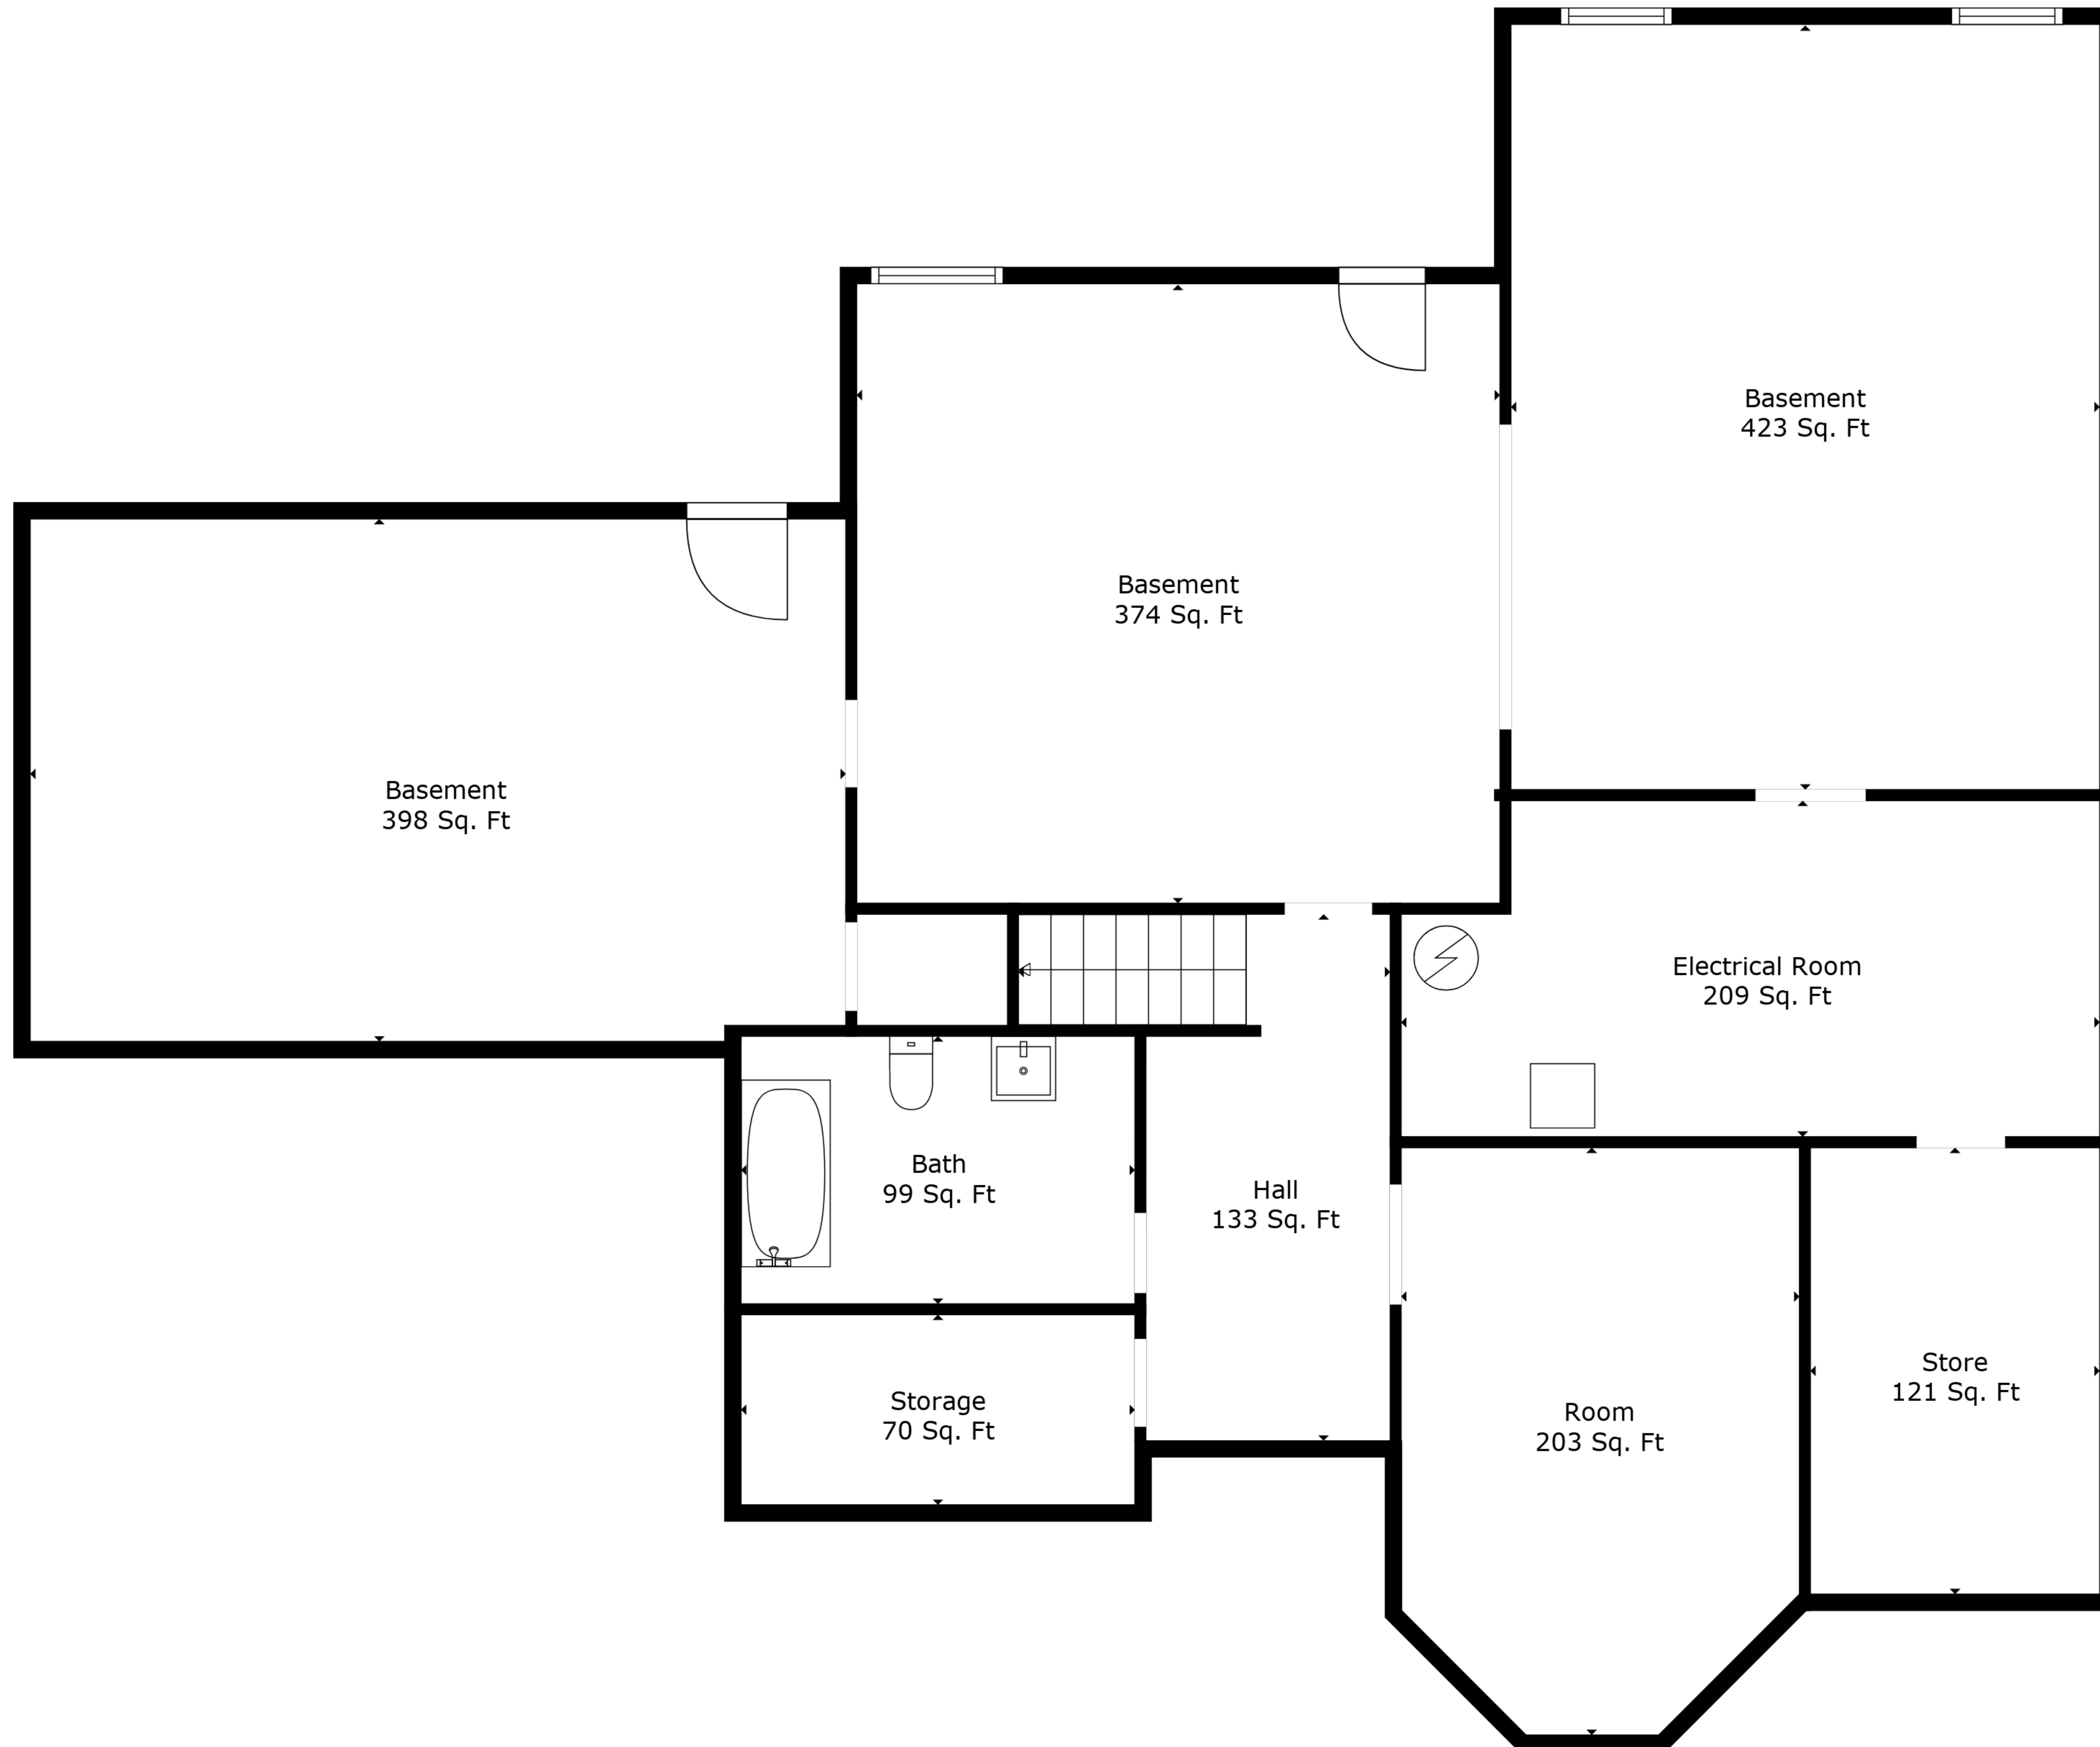 Basement
423 Sq. Ft
Basement
374 Sq. Ft
Basement
398 Sq. Ft
Electrical Room
209 Sq. Ft
Bath
99 Sq. Ft
Hall
133 Sq. Ft
Store
121 Sq. Ft
Storage
70 Sq. Ft
Room
203 Sq. Ft